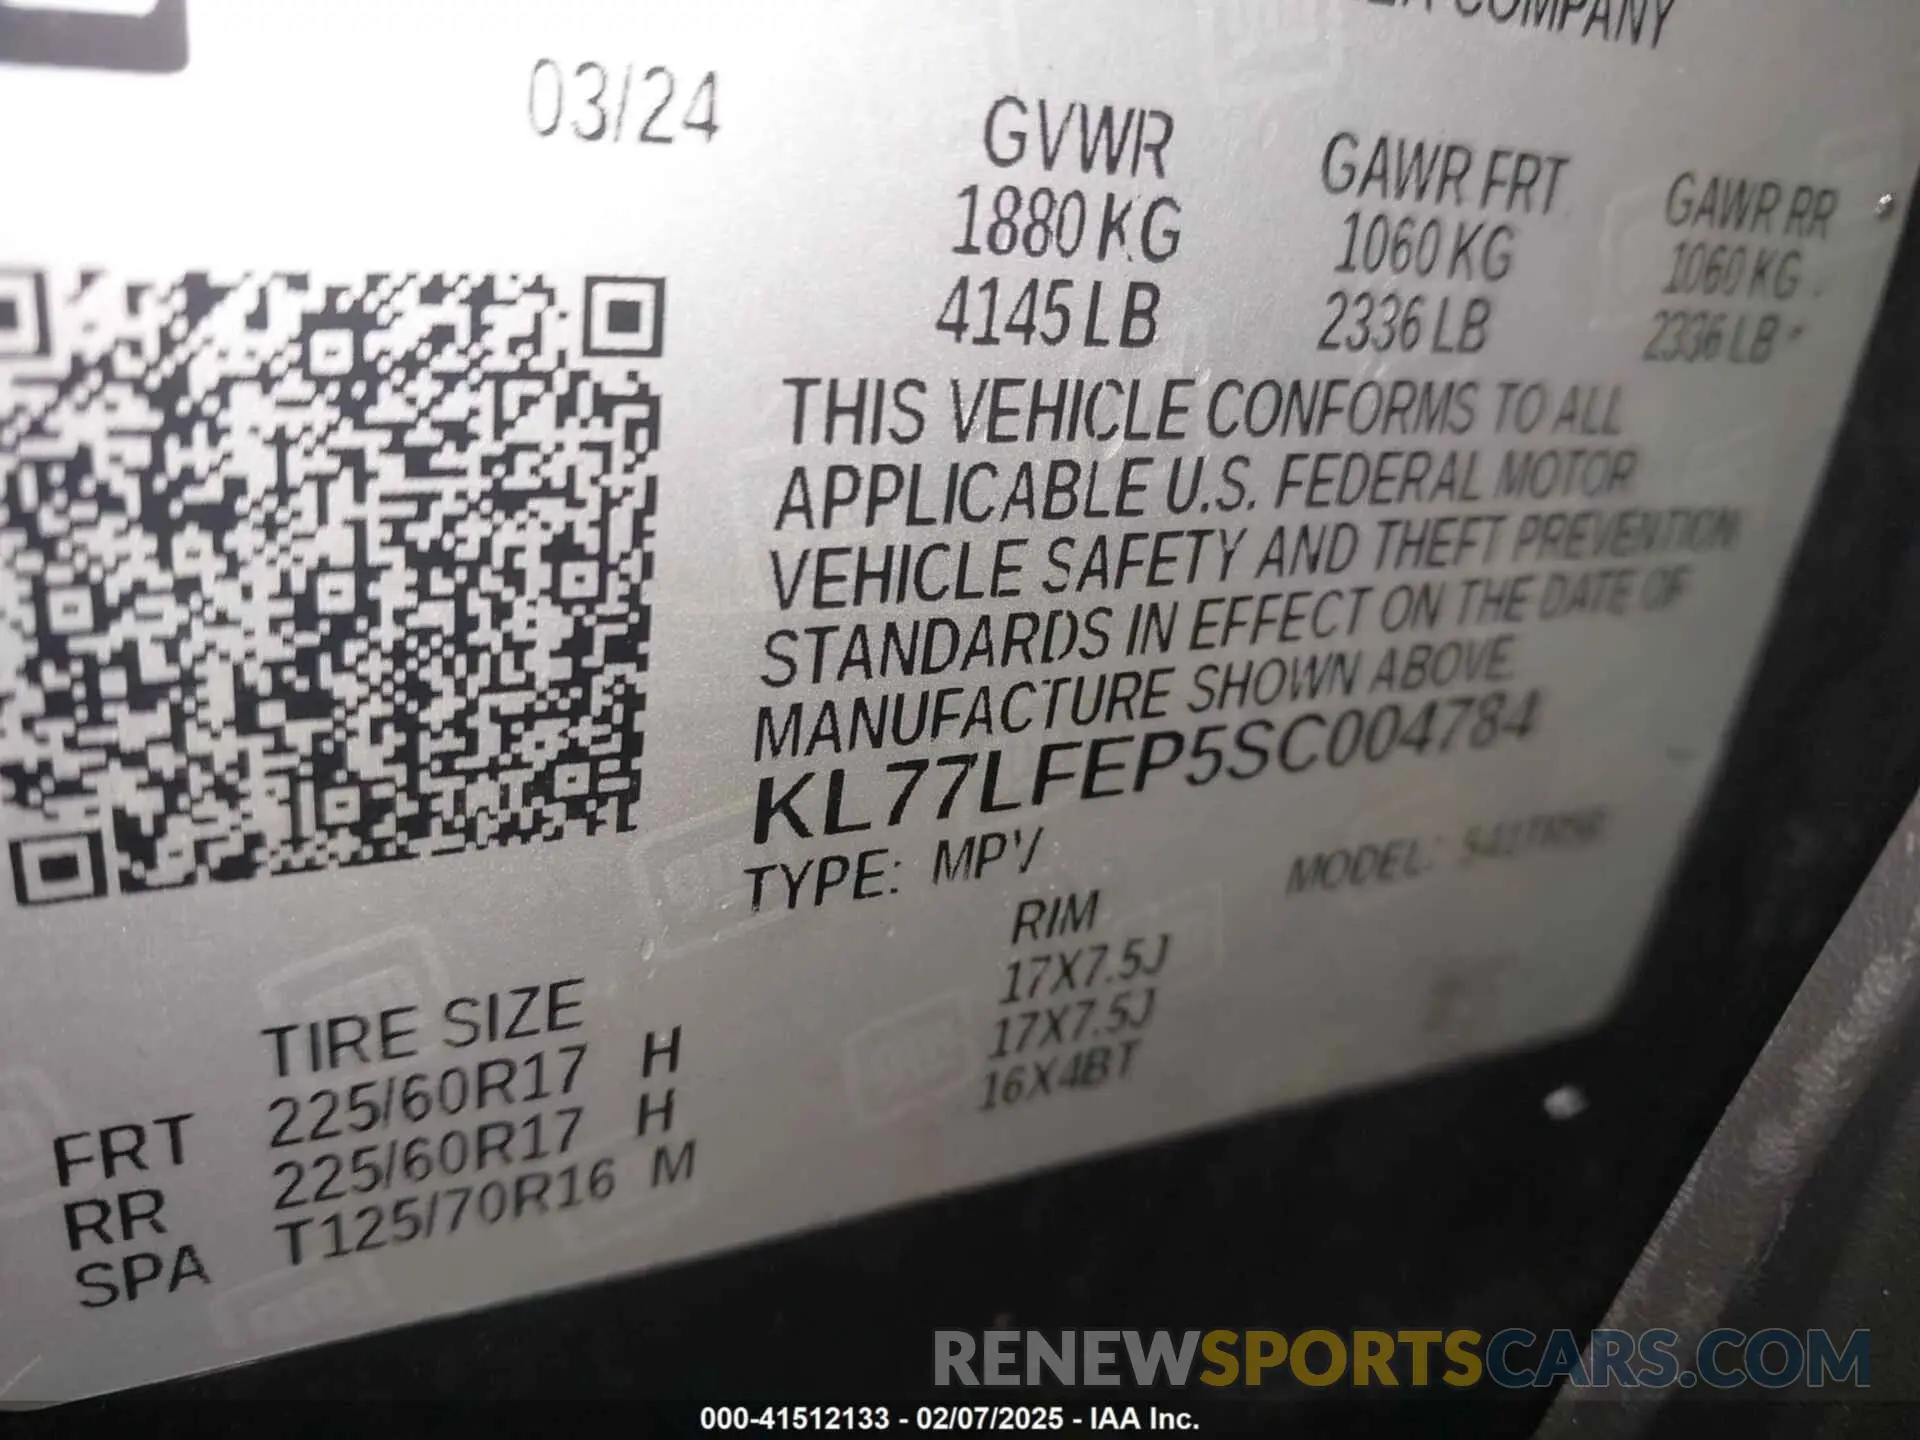 COMPANY
03/24
GVWR GAWR FRT GAWR RR
1880 KG 1060 KG 1060 KG
4145 LB 2336 LB 2336 LB
THIS VEHICLE CONFORMS TO ALL
APPLICABLE U.S. FEDERAL MOTOR
VEHICLE SAFETY AND THEFT PREVENTION
STANDARDS IN EFFECT ON THE DATE OF
MANUFACTURE SHOWN ABOVE
KL77LFEP5SC004784
TYPE: MPV MODEL:
TIRE SIZE RIM
FRT 225/60R17 H 17X7.5J
RR 225/60R17 H 17X7.5J
SPA T125/70R16 M 16X4BT
RENEWSPORTSCARS.COM
000-41512133 - 02/07/2025 - IAA Inc.